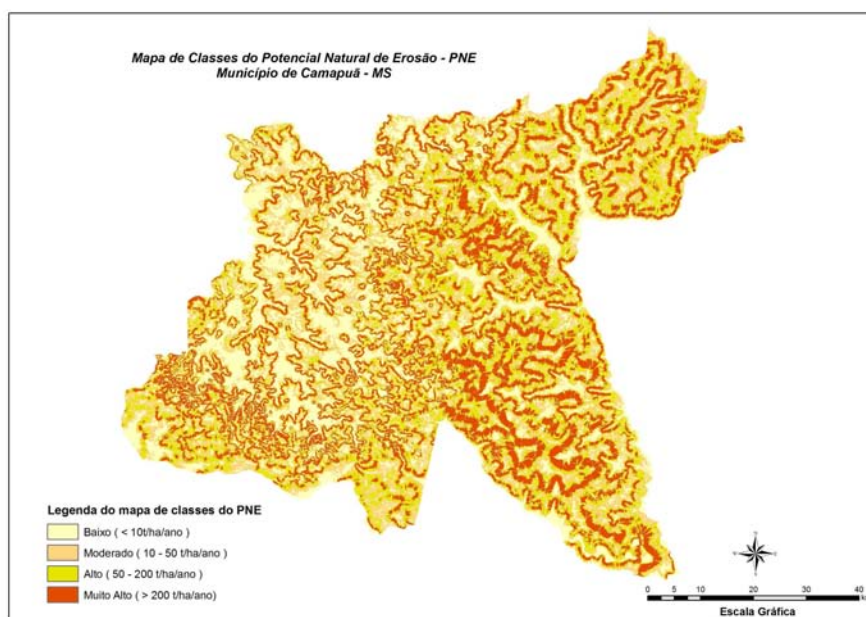 Mapa de Classes do Potencial Natural de Erosão - PNE
Município de Camapuã - MS
Legenda do mapa de classes do PNE
Baixo ( < 10t/ha/ano )
Moderado ( 10 - 50 t/ha/ano )
Alto ( 50 - 200 t/ha/ano )
Muito Alto ( > 200 t/ha/ano)
0 5 10 20 30 40
Escala Gráfica